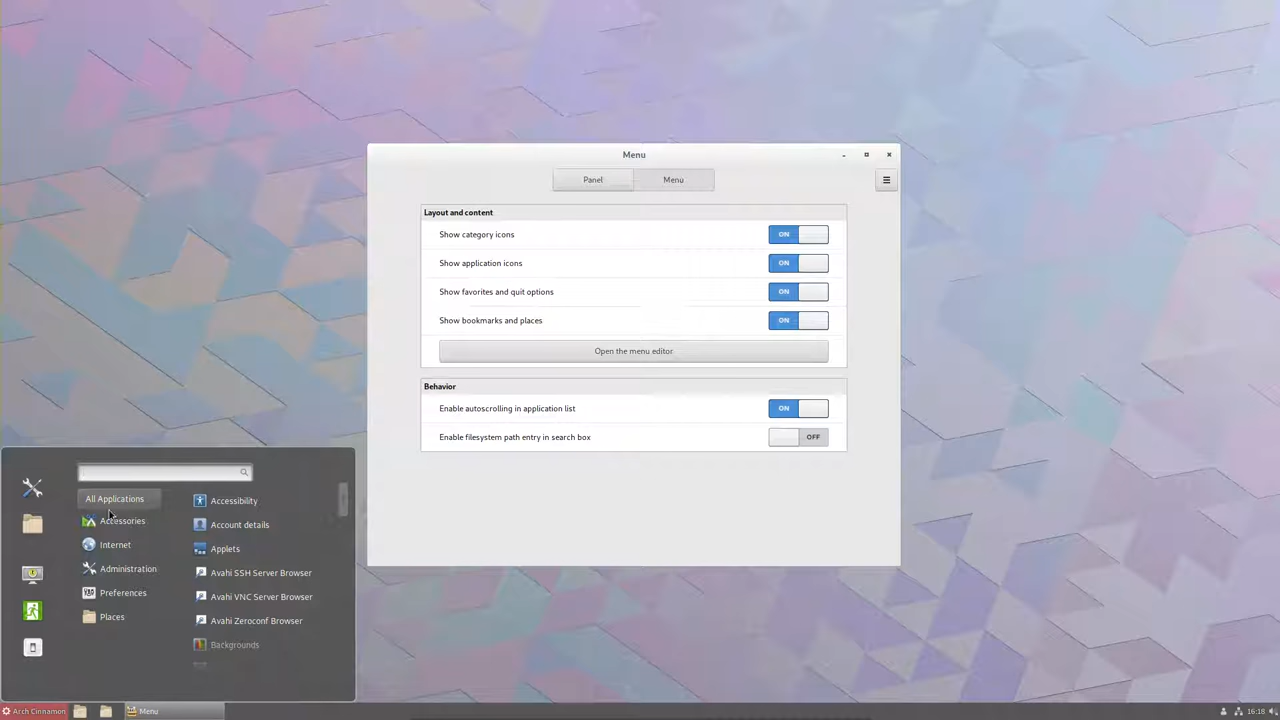 Menu
Panel
Menu
Layout and content
Show category icons
ON
Show application icons
ON
Show favorites and quit options
ON
Show bookmarks and places
ON
Open the menu editor
Behavior
Enable autoscrolling in application list
ON
Enable filesystem path entry in search box
OFF
All Applications
Accessories
Internet
Administration
Preferences
Places
Accessibility
Account details
Applets
Avahi SSH Server Browser
Avahi VNC Server Browser
Avahi Zeroconf Browser
Backgrounds
Arch Cinnamon
Menu
16:18